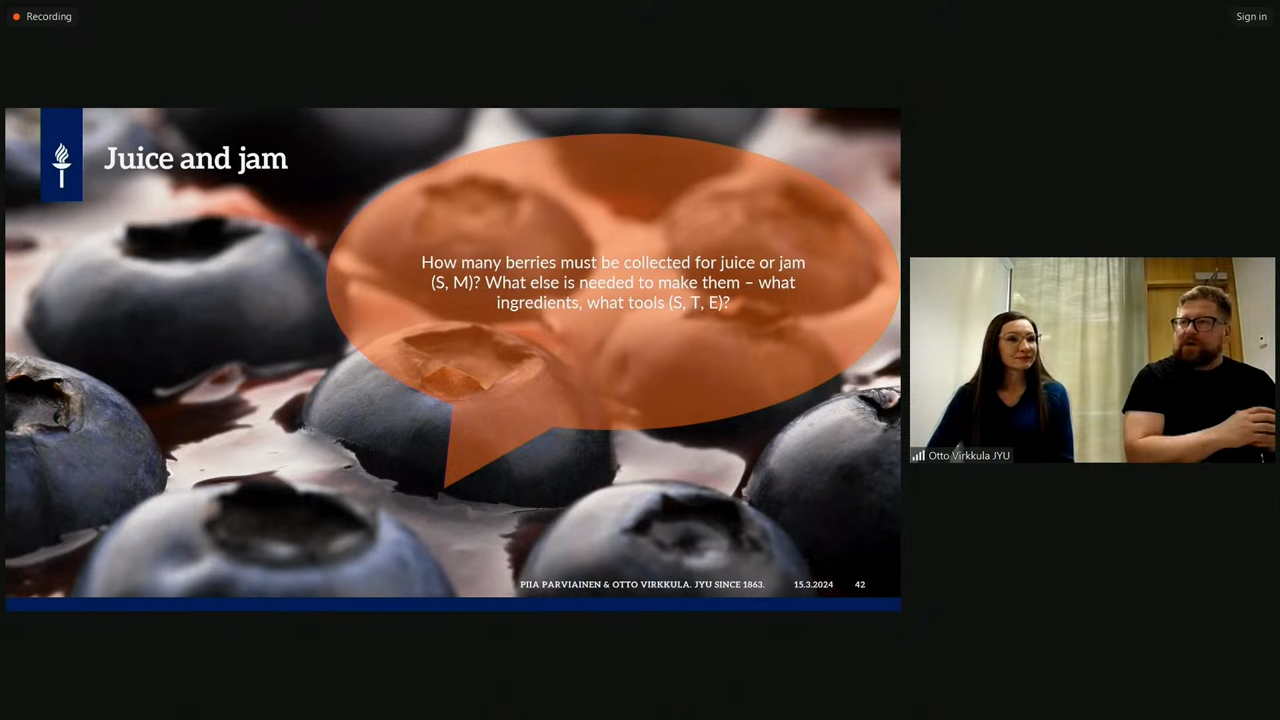 Recording
Sign in
Juice and jam
How many berries must be collected for juice or jam
(S, M)? What else is needed to make them – what
ingredients, what tools (S, T, E)?
Otto Virkkula JYU
PIIA PARVIAINEN & OTTO VIRKKULA. JYU SINCE 1863.
15.3.2024
42